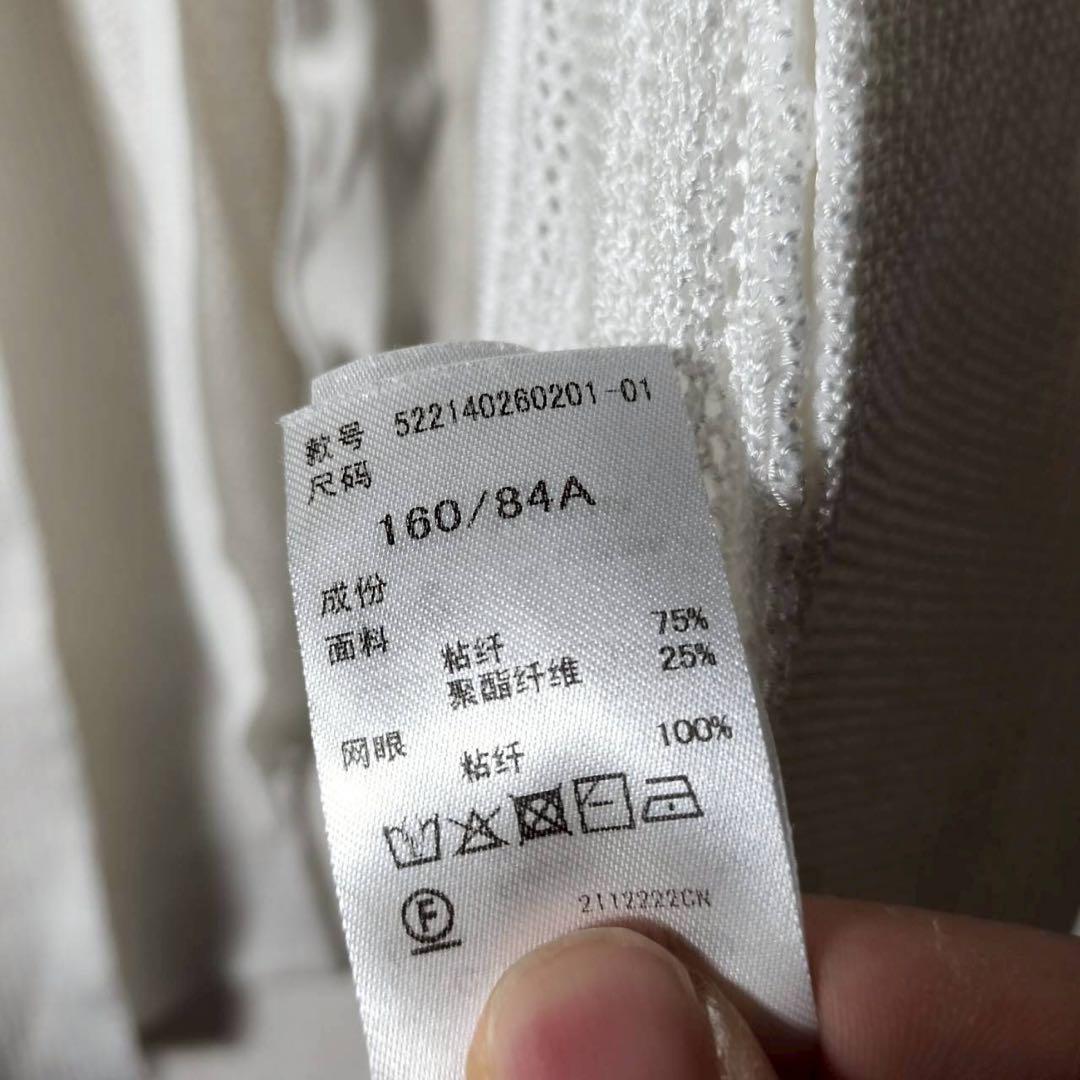 款号 522140260201-01
尺码
160/84A
成份
面料 粘纤 75%
聚酯纤维 25%
网眼 粘纤 100%
F
2112222CN